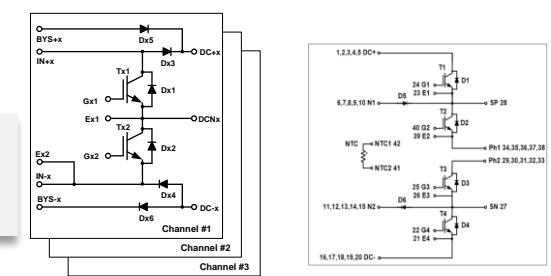 BYS+x
Dx5
IN+x
DC+x
Dx3
Tx1
Dx1
Gx1
Ex1
DCNx
Tx2
Ex2
Gx2
Dx2
IN-x
Dx4
BYS-x
DC-x
Dx6
Channel #1
Channel #2
Channel #3
1,2,3,4,5 DC+
T1
D1
24 G1
23 E1
D5
6,7,8,9,10 N1
SP 28
T2
D2
40 G2
39 E2
NTC
NTC1 42
NTC2 41
Ph1 34,35,36,37,38
Ph2 29,30,31,32,33
T3
D3
25 G3
26 E3
D6
11,12,13,14,15 N2
SN 27
T4
D4
22 G4
21 E4
16,17,18,19,20 DC-